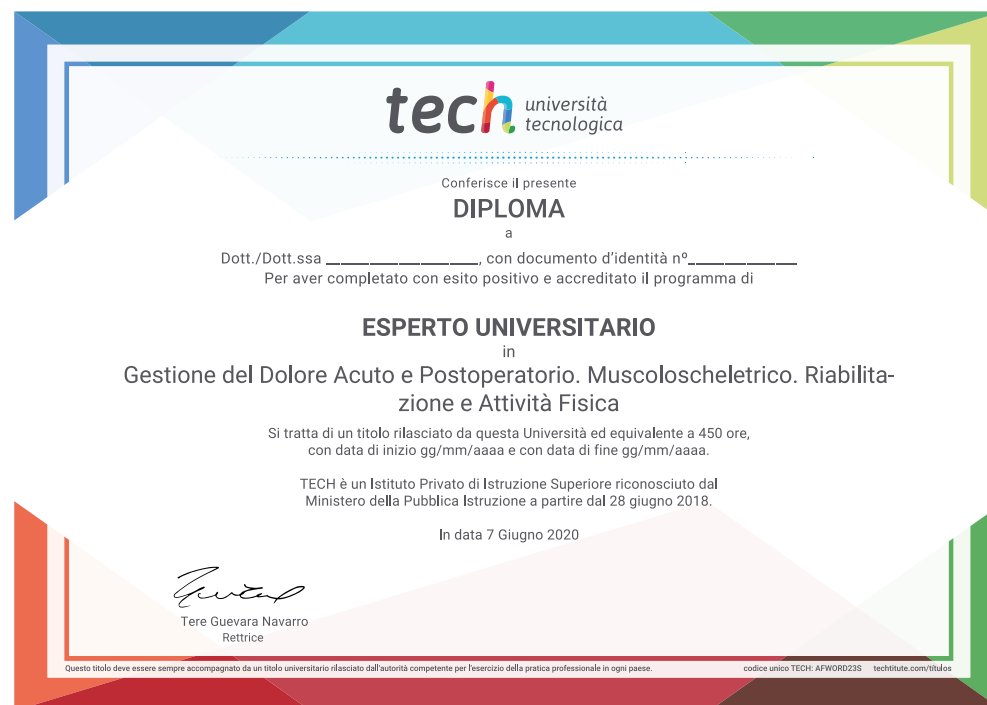 tech università
tecnologica
Conferisce il presente
DIPLOMA
a
Dott./Dott.ssa ____________________, con documento d'identità nº______________
Per aver completato con esito positivo e accreditato il programma di
ESPERTO UNIVERSITARIO
in
Gestione del Dolore Acuto e Postoperatorio. Muscoloscheletrico. Riabilita-
zione e Attività Fisica
Si tratta di un titolo rilasciato da questa Università ed equivalente a 450 ore,
con data di inizio gg/mm/aaaa e con data di fine gg/mm/aaaa.
TECH è un Istituto Privato di Istruzione Superiore riconosciuto dal
Ministero della Pubblica Istruzione a partire dal 28 giugno 2018.
In data 7 Giugno 2020
Tere Guevara Navarro
Rettrice
Questo titolo deve essere sempre accompagnato da un titolo universitario rilasciato dall'autorità competente per l'esercizio della pratica professionale in ogni paese. codice unico TECH: AFWORD23S techtitute.com/títulos